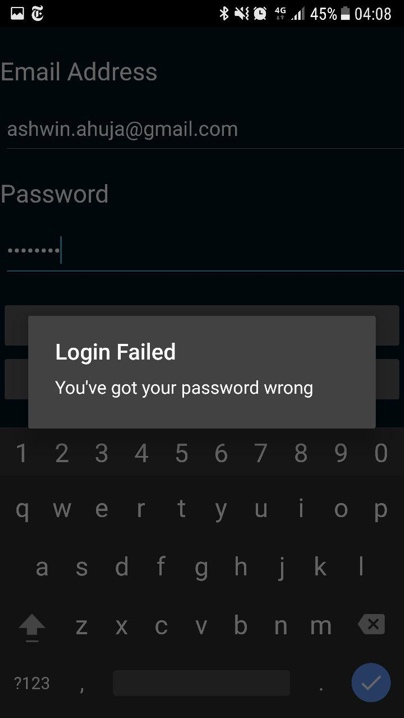 4G 45% 04:08
Email Address
ashwin.ahuja@gmail.com
Password
Login Failed
You've got your password wrong
1 2 3 4 5 6 7 8 9 0
q w e r t y u i o p
a s d f g h j k l
z x c v b n m
?123 , .